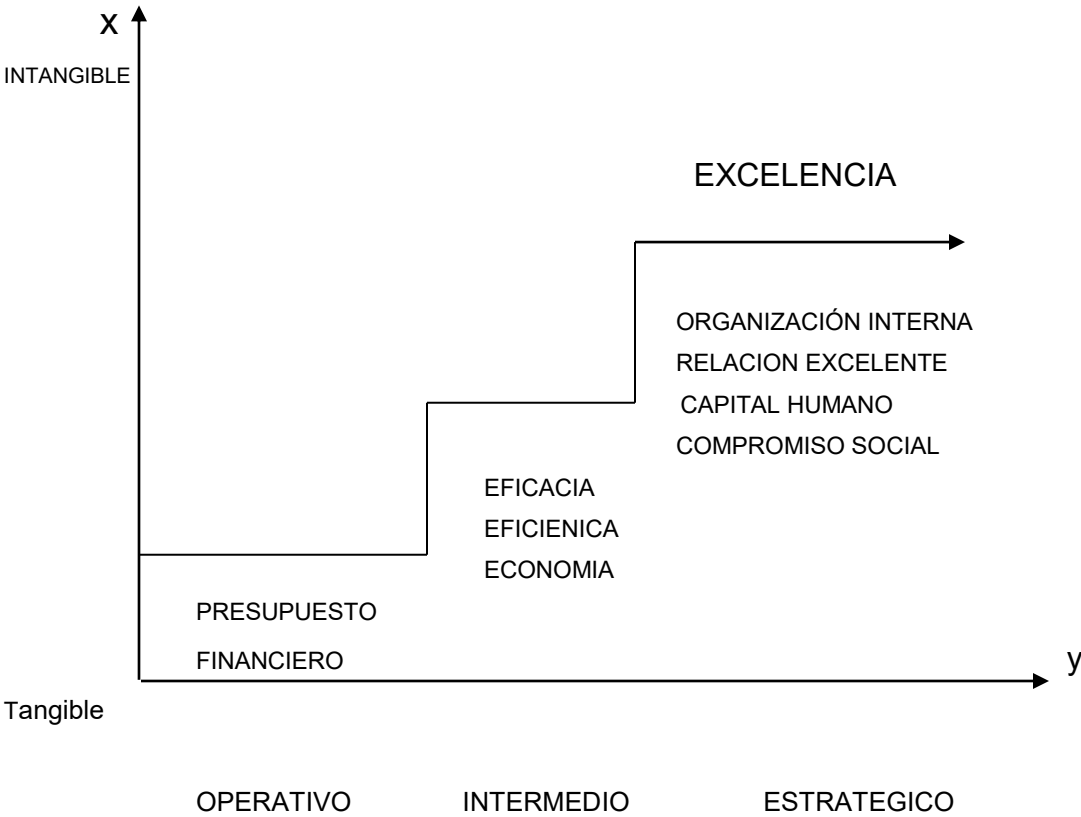 x
INTANGIBLE
EXCELENCIA
ORGANIZACIÓN INTERNA
RELACION EXCELENTE
CAPITAL HUMANO
COMPROMISO SOCIAL
EFICACIA
EFICIENICA
ECONOMIA
PRESUPUESTO
FINANCIERO
y
Tangible
OPERATIVO INTERMEDIO ESTRATEGICO